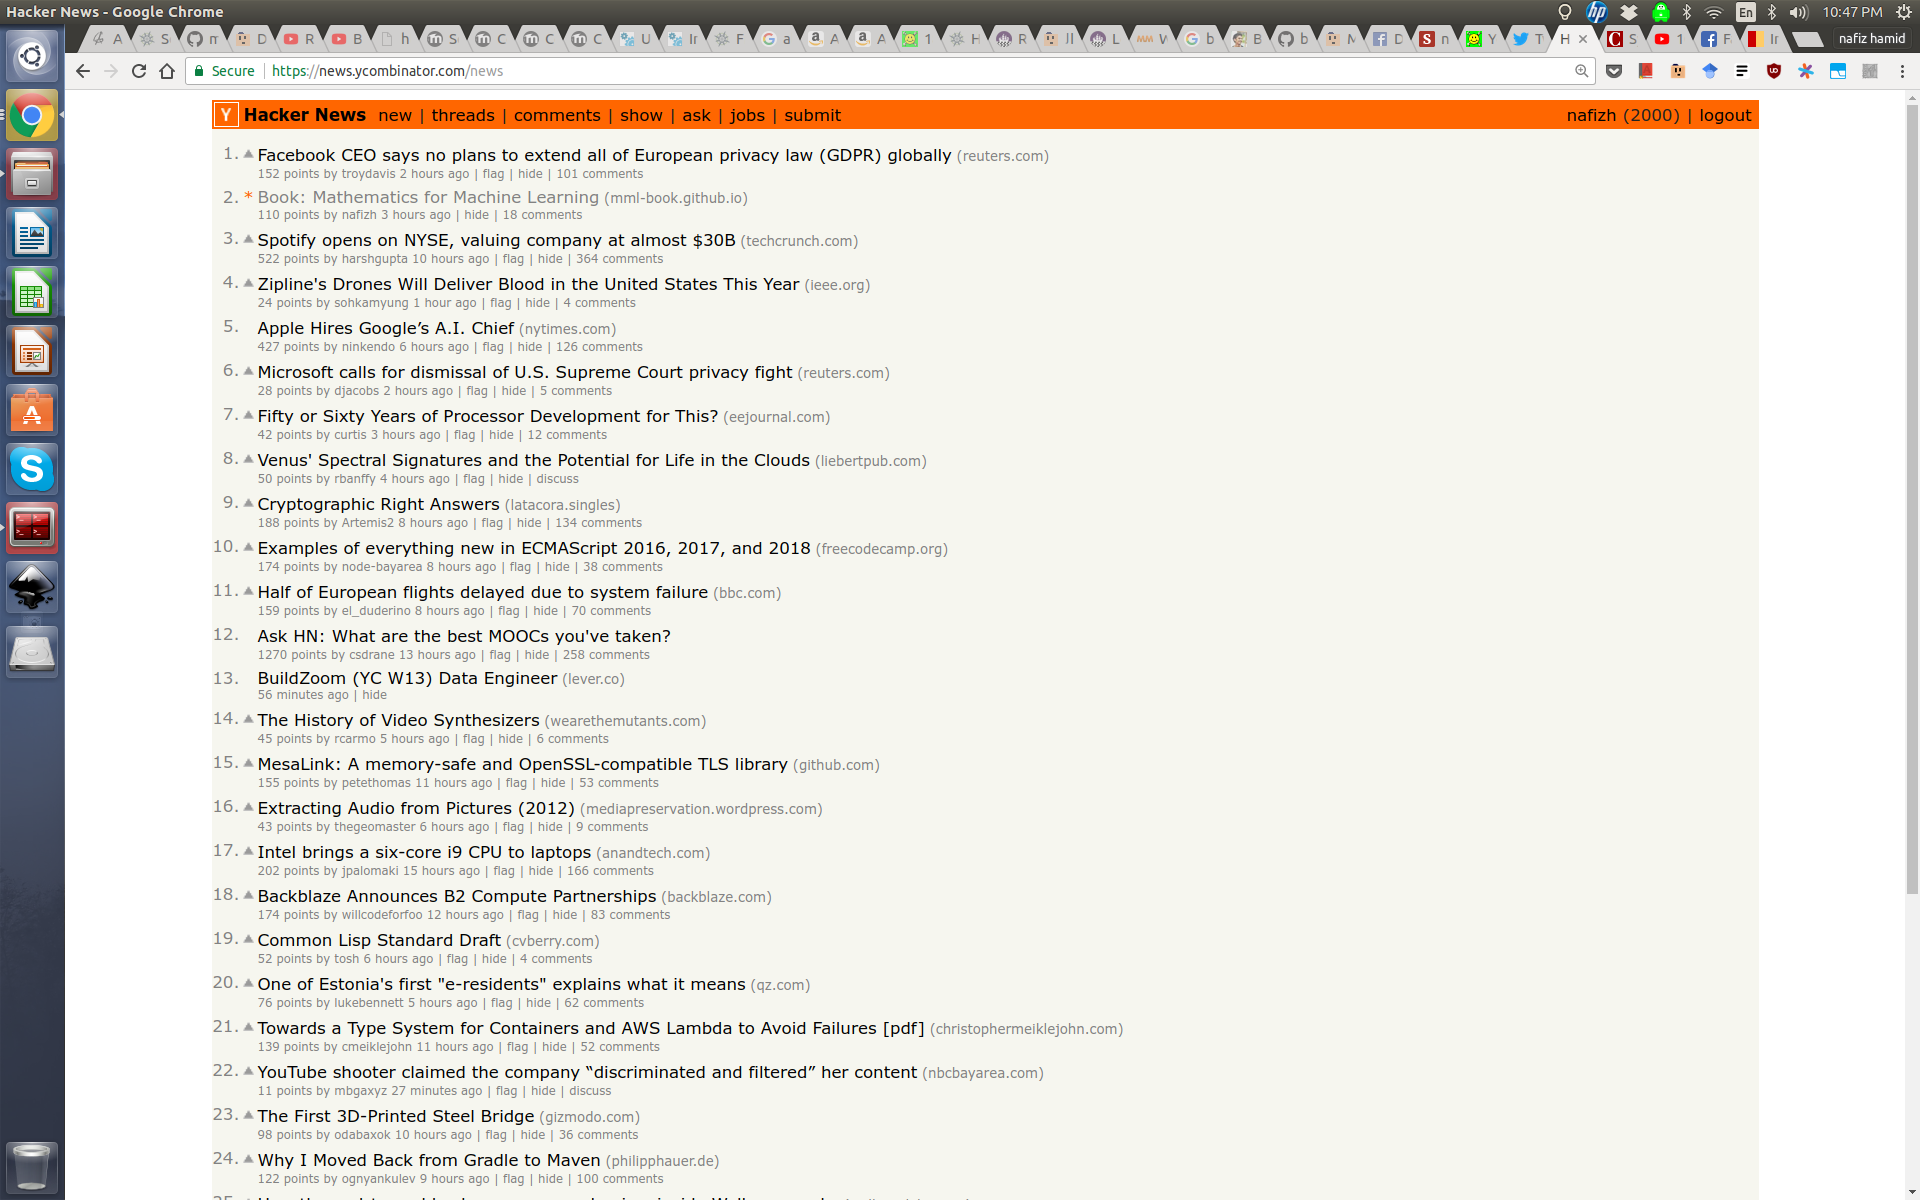 Hacker News - Google Chrome
En
10:47 PM
nafiz hamid
Secure
https://news.ycombinator.com/news
Y Hacker News new | threads | comments | show | ask | jobs | submit
nafizh (2000) | logout
1. Facebook CEO says no plans to extend all of European privacy law (GDPR) globally (reuters.com)
152 points by troydavis 2 hours ago | flag | hide | 101 comments
2. * Book: Mathematics for Machine Learning (mml-book.github.io)
110 points by nafizh 3 hours ago | hide | 18 comments
3. Spotify opens on NYSE, valuing company at almost $30B (techcrunch.com)
522 points by harshgupta 10 hours ago | flag | hide | 364 comments
4. Zipline's Drones Will Deliver Blood in the United States This Year (ieee.org)
24 points by sohkamyung 1 hour ago | flag | hide | 4 comments
5. Apple Hires Google’s A.I. Chief (nytimes.com)
427 points by ninkendo 6 hours ago | flag | hide | 126 comments
6. Microsoft calls for dismissal of U.S. Supreme Court privacy fight (reuters.com)
28 points by djacobs 2 hours ago | flag | hide | 5 comments
7. Fifty or Sixty Years of Processor Development for This? (eejournal.com)
42 points by curtis 3 hours ago | flag | hide | 12 comments
8. Venus' Spectral Signatures and the Potential for Life in the Clouds (liebertpub.com)
50 points by rbanffy 4 hours ago | flag | hide | discuss
9. Cryptographic Right Answers (latacora.singles)
188 points by Artemis2 8 hours ago | flag | hide | 134 comments
10. Examples of everything new in ECMAScript 2016, 2017, and 2018 (freecodecamp.org)
174 points by node-bayarea 8 hours ago | flag | hide | 38 comments
11. Half of European flights delayed due to system failure (bbc.com)
159 points by el_duderino 8 hours ago | flag | hide | 70 comments
12. Ask HN: What are the best MOOCs you've taken?
1270 points by csdrane 13 hours ago | flag | hide | 258 comments
13. BuildZoom (YC W13) Data Engineer (lever.co)
56 minutes ago | hide
14. The History of Video Synthesizers (wearethemutants.com)
45 points by rcarmo 5 hours ago | flag | hide | 6 comments
15. MesaLink: A memory-safe and OpenSSL-compatible TLS library (github.com)
155 points by petethomas 11 hours ago | flag | hide | 53 comments
16. Extracting Audio from Pictures (2012) (mediapreservation.wordpress.com)
43 points by thegeomaster 6 hours ago | flag | hide | 9 comments
17. Intel brings a six-core i9 CPU to laptops (anandtech.com)
202 points by jpalomaki 15 hours ago | flag | hide | 166 comments
18. Backblaze Announces B2 Compute Partnerships (backblaze.com)
174 points by willcodeforfoo 12 hours ago | flag | hide | 83 comments
19. Common Lisp Standard Draft (cvberry.com)
52 points by tosh 6 hours ago | flag | hide | 4 comments
20. One of Estonia's first "e-residents" explains what it means (qz.com)
76 points by lukebennett 5 hours ago | flag | hide | 62 comments
21. Towards a Type System for Containers and AWS Lambda to Avoid Failures [pdf] (christophermeiklejohn.com)
139 points by cmeiklejohn 11 hours ago | flag | hide | 52 comments
22. YouTube shooter claimed the company “discriminated and filtered” her content (nbcbayarea.com)
11 points by mbgaxyz 27 minutes ago | flag | hide | discuss
23. The First 3D-Printed Steel Bridge (gizmodo.com)
98 points by odabaxok 10 hours ago | flag | hide | 36 comments
24. Why I Moved Back from Gradle to Maven (philipphauer.de)
122 points by ognyankulev 9 hours ago | flag | hide | 100 comments